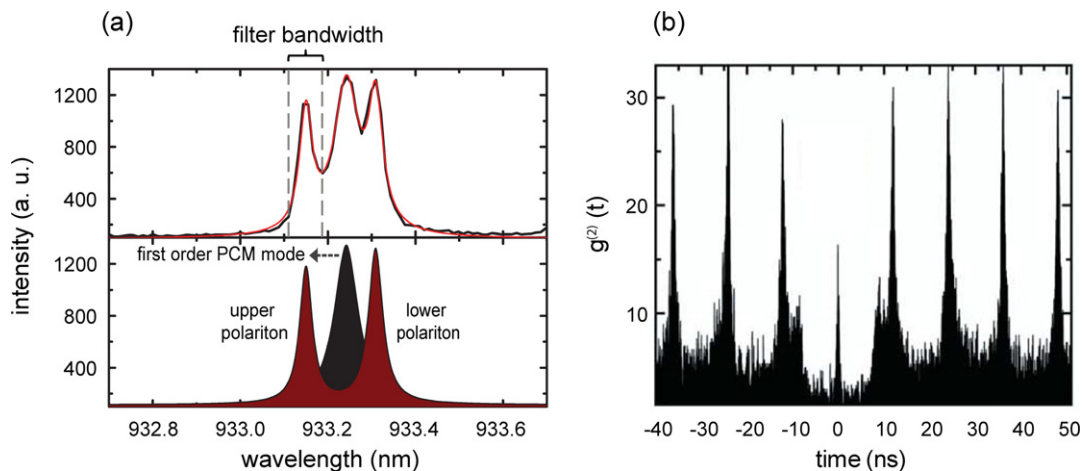 (a)
filter bandwidth
1200
800
400
first order PCM mode
1200
upper
polariton
lower
polariton
800
400
932.8 933.0 933.2 933.4 933.6
wavelength (nm)
intensity (a. u.)
(b)
30
20
10
g⁽²⁾ (t)
-40 -30 -20 -10 0 10 20 30 40 50
time (ns)